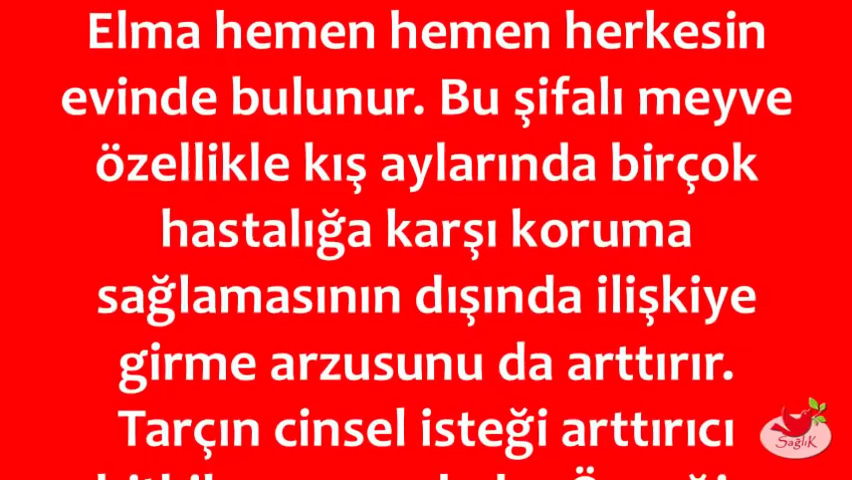 Elma hemen hemen herkesin
evinde bulunur. Bu şifalı meyve
özellikle kış aylarında birçok
hastalığa karşı koruma
sağlamasının dışında ilişkiye
girme arzusunu da arttırır.
Tarçın cinsel isteği arttırıcı
Sağlık